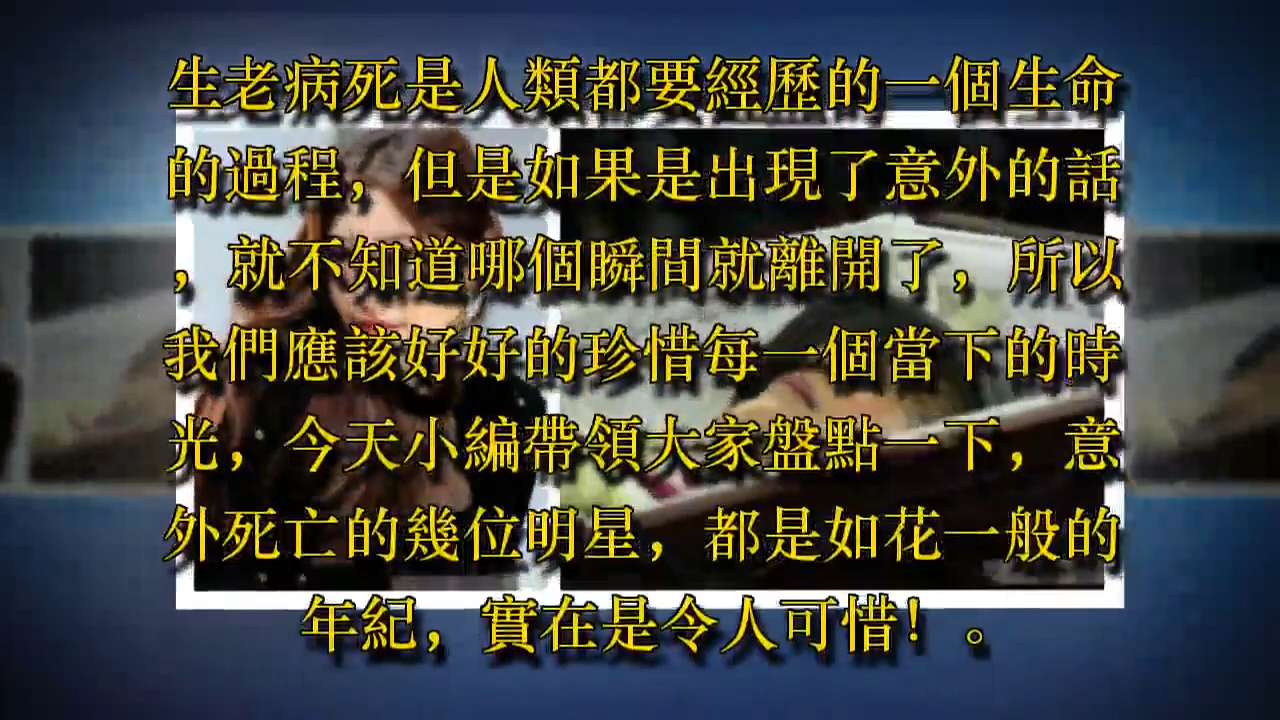 生老病死是人類都要經歷的一個生命
的過程，但是如果是出現了意外的話
，就不知道哪個瞬間就離開了，所以
我們應該好好的珍惜每一個當下的時
光，今天小編帶領大家盤點一下，意
外死亡的幾位明星，都是如花一般的
年紀，實在是令人可惜！。